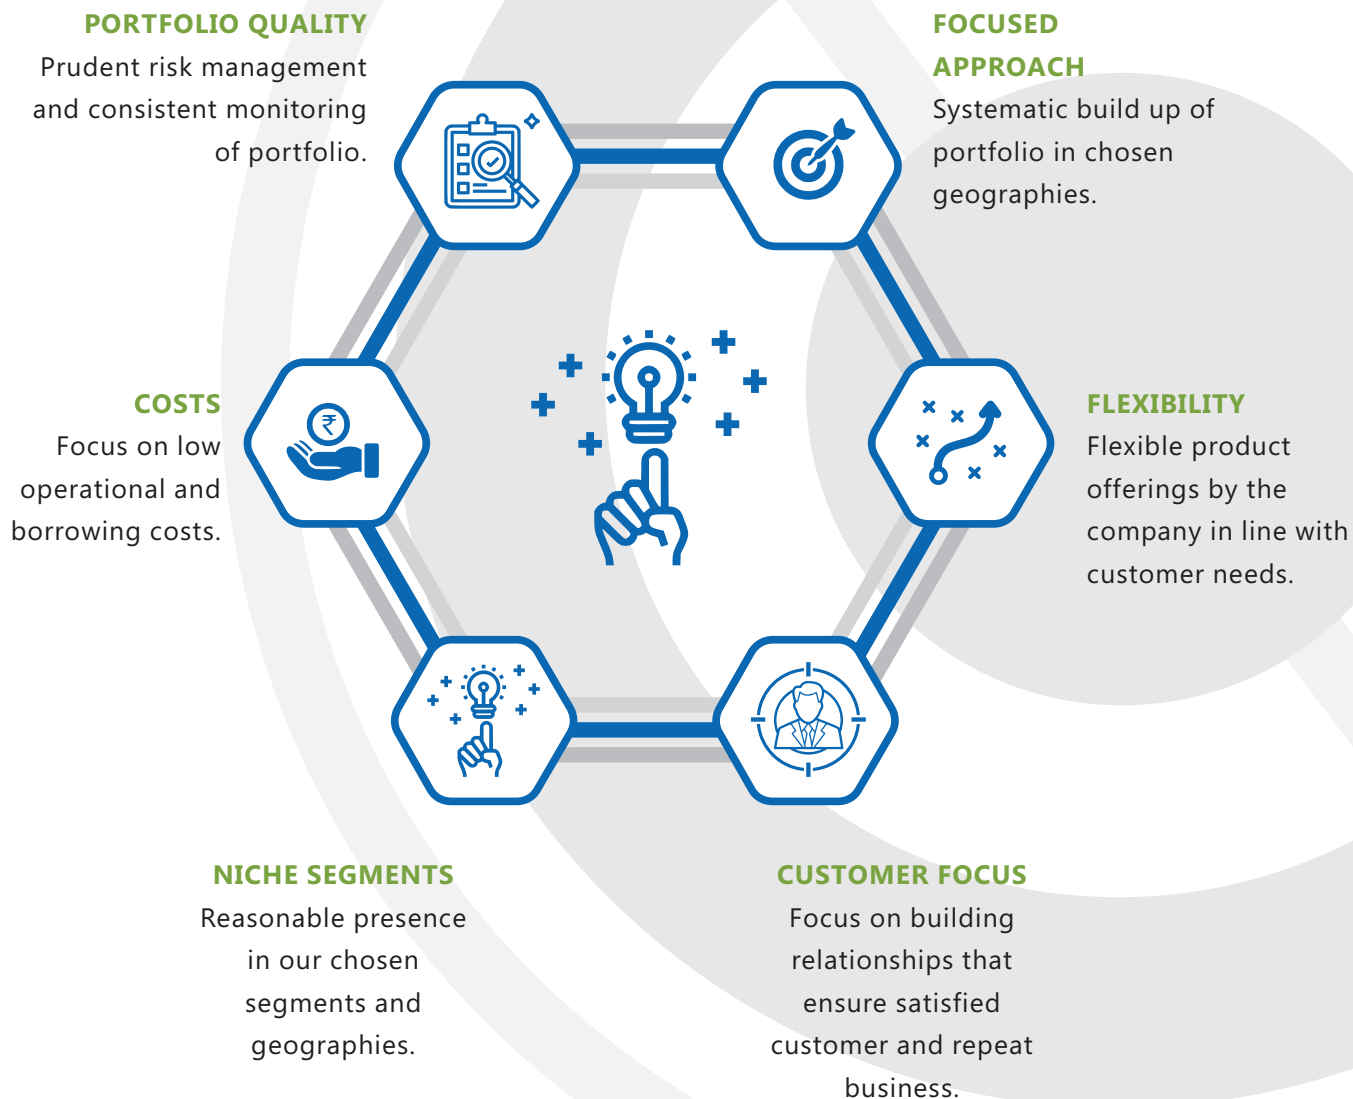 PORTFOLIO QUALITY
Prudent risk management
and consistent monitoring
of portfolio.
FOCUSED
APPROACH
Systematic build up of
portfolio in chosen
geographies.
COSTS
Focus on low
operational and
borrowing costs.
₹
FLEXIBILITY
Flexible product
offerings by the
company in line with
customer needs.
NICHE SEGMENTS
Reasonable presence
in our chosen
segments and
geographies.
CUSTOMER FOCUS
Focus on building
relationships that
ensure satisfied
customer and repeat
business.